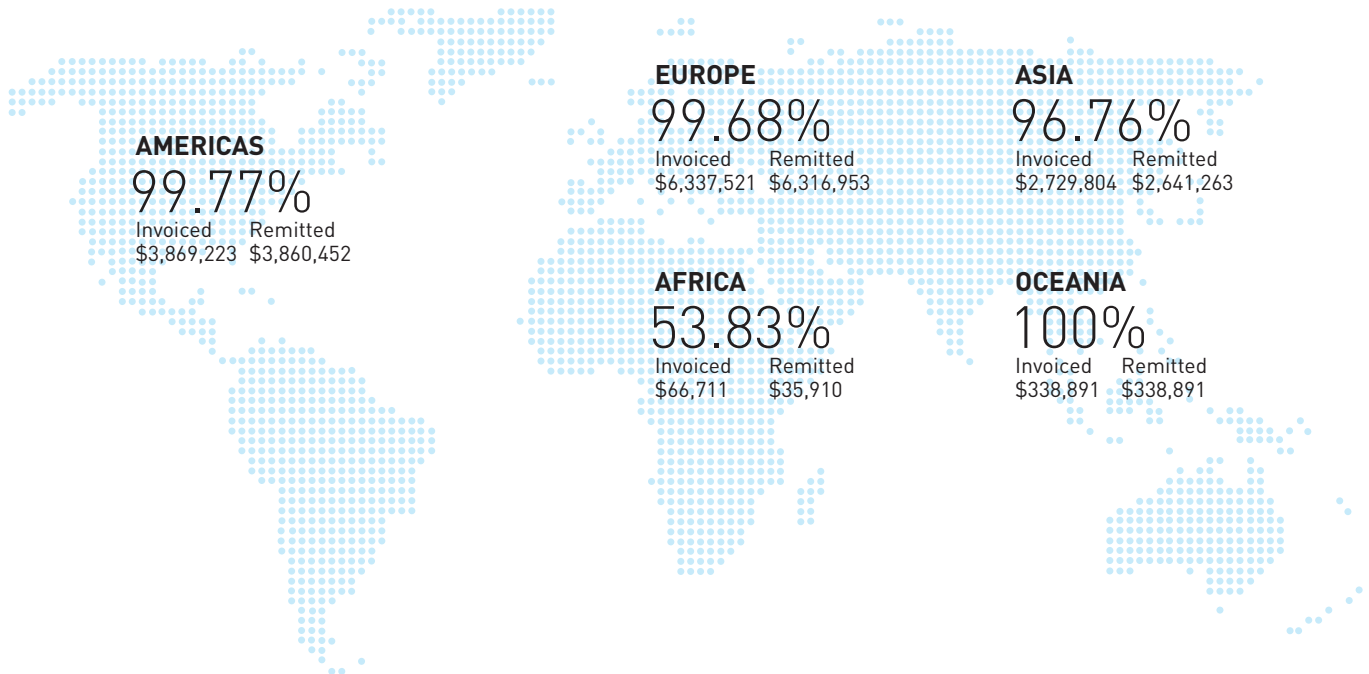 AMERICAS
99.77%
Invoiced Remitted
$3,869,223 $3,860,452
EUROPE
99.68%
Invoiced Remitted
$6,337,521 $6,316,953
ASIA
96.76%
Invoiced Remitted
$2,729,804 $2,641,263
AFRICA
53.83%
Invoiced Remitted
$66,711 $35,910
OCEANIA
100%
Invoiced Remitted
$338,891 $338,891